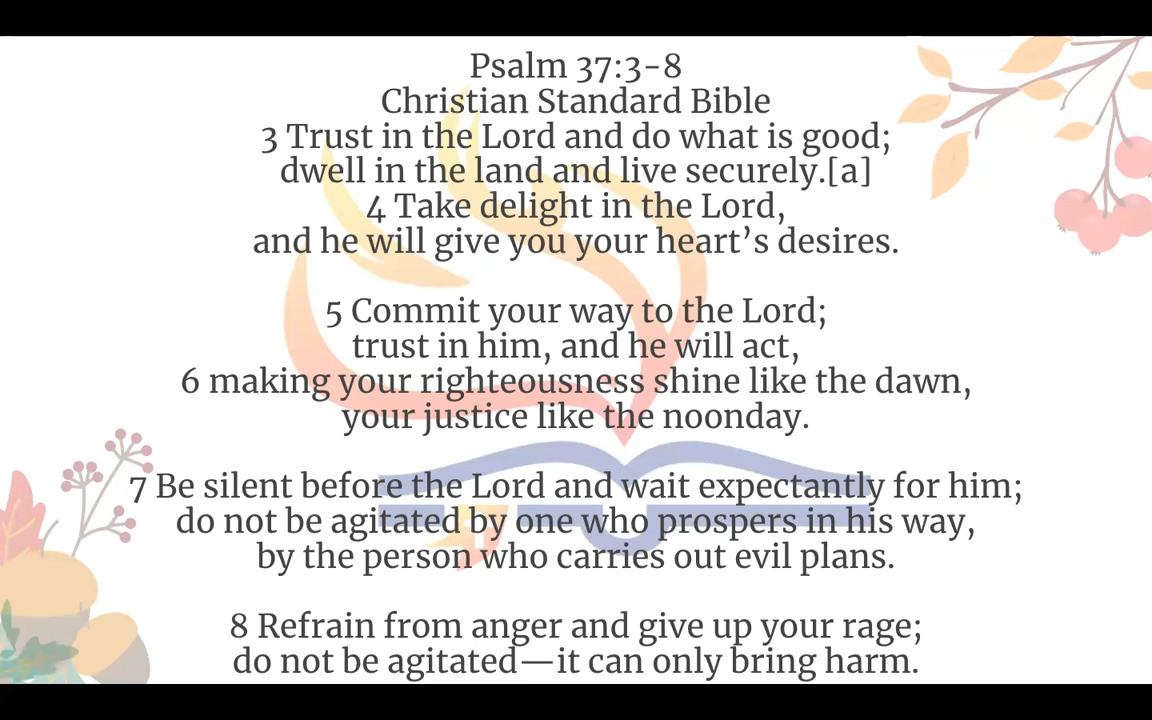 Psalm 37:3-8
Christian Standard Bible
3 Trust in the Lord and do what is good;
dwell in the land and live securely.[a]
4 Take delight in the Lord,
and he will give you your heart’s desires.
5 Commit your way to the Lord;
trust in him, and he will act,
6 making your righteousness shine like the dawn,
your justice like the noonday.
7 Be silent before the Lord and wait expectantly for him;
do not be agitated by one who prospers in his way,
by the person who carries out evil plans.
8 Refrain from anger and give up your rage;
do not be agitated—it can only bring harm.